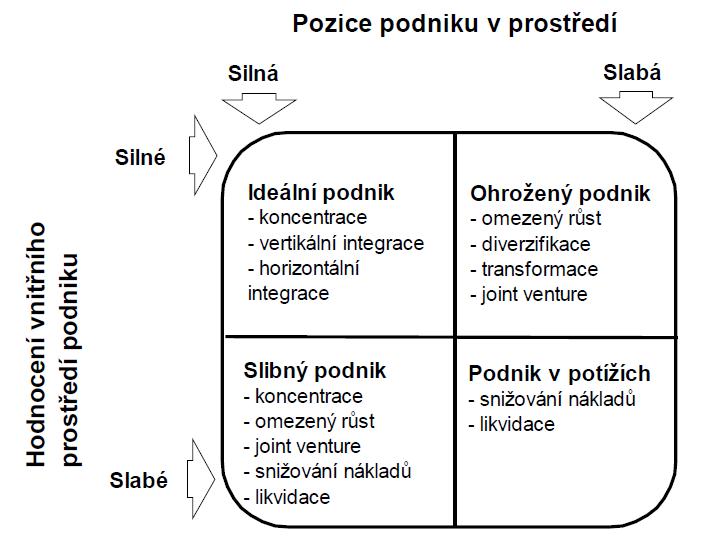 Pozice podniku v prostředí
Silná
Slabá
Silné
Hodnocení vnitřního
prostředí podniku
Ideální podnik
- koncentrace
- vertikální integrace
- horizontální
integrace
Ohrožený podnik
- omezený růst
- diverzifikace
- transformace
- joint venture
Slabé
Slibný podnik
- koncentrace
- omezený růst
- joint venture
- snižování nákladů
- likvidace
Podnik v potížích
- snižování nákladů
- likvidace